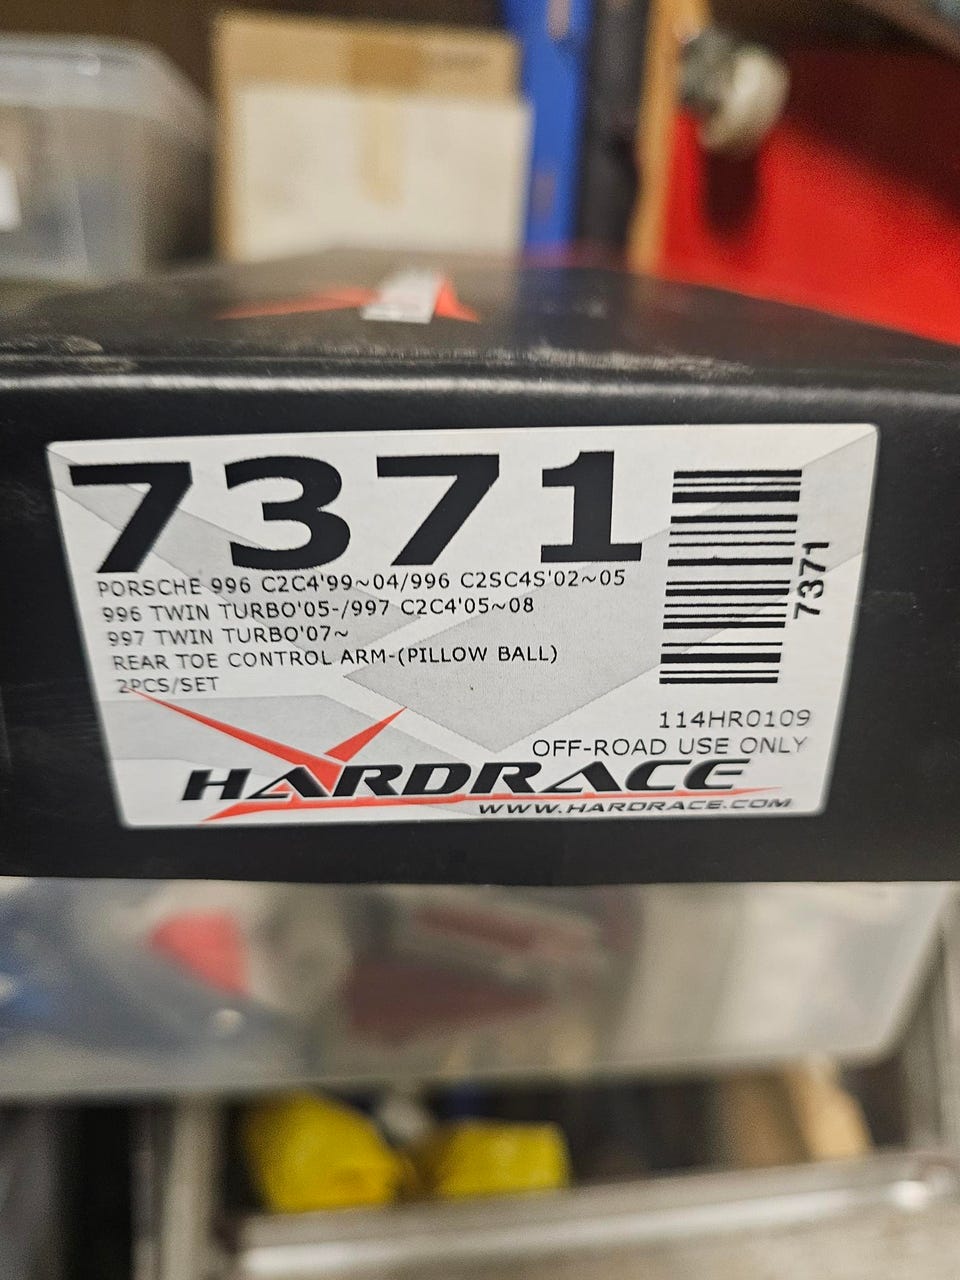 7371
PORSCHE 996 C2C4'99~04/996 C2SC4S'02~05
996 TWIN TURBO'05-/997 C2C4'05~08
997 TWIN TURBO'07~
REAR TOE CONTROL ARM-(PILLOW BALL)
2PCS/SET
7371
114HR0109
OFF-ROAD USE ONLY
HARDRACE
WWW.HARDRACE.COM